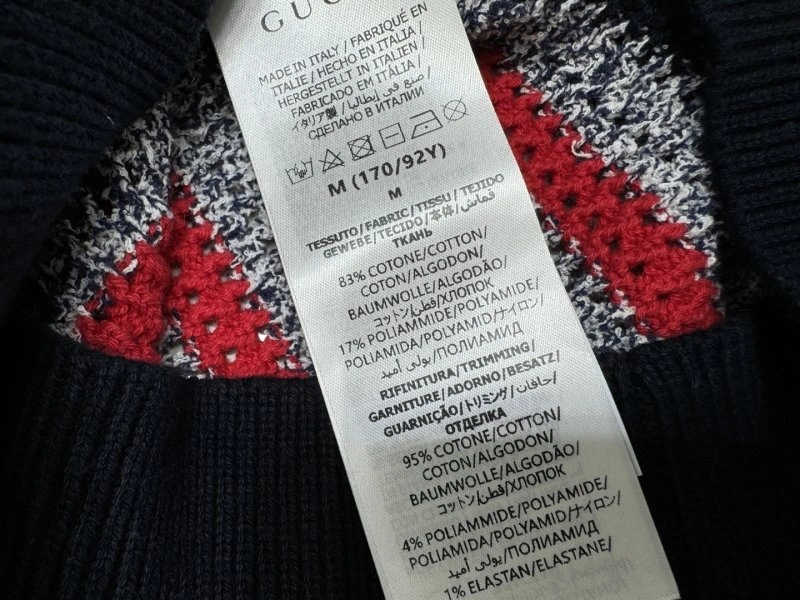 GUC
MADE IN ITALY / FABRIQUÉ EN
ITALIE / HECHO EN ITALIA /
HERGESTELLT IN ITALIEN /
FABRICADO EM ITÁLIA /
イタリア製 / صنع في إيطاليا /
СДЕЛАНО В ИТАЛИИ
M (170/92Y)
M
TESSUTO/FABRIC/TISSU/TEJIDO
GEWEBE/TECIDO/本体/قماش/
ТКАНЬ
83% COTONE/COTTON/
COTON/ALGODON/
BAUMWOLLE/ALGODÃO/
コットン/قطن/ХЛОПОК
17% POLIAMMIDE/POLYAMIDE/
POLIAMIDA/POLYAMID/ナイロン/
بولي أميد/ПОЛИАМИД
RIFINITURA/TRIMMING/
GARNITURE/ADORNO/BESATZ/
GUARNIÇÃO/トリミング/حافات/
ОТДЕЛКА
95% COTONE/COTTON/
COTON/ALGODON/
BAUMWOLLE/ALGODÃO/
コットン/قطن/ХЛОПОК
4% POLIAMMIDE/POLYAMIDE/
POLIAMIDA/POLYAMID/ナイロン/
بولي أميد/ПОЛИАМИД
1% ELASTAN/ELASTANE/